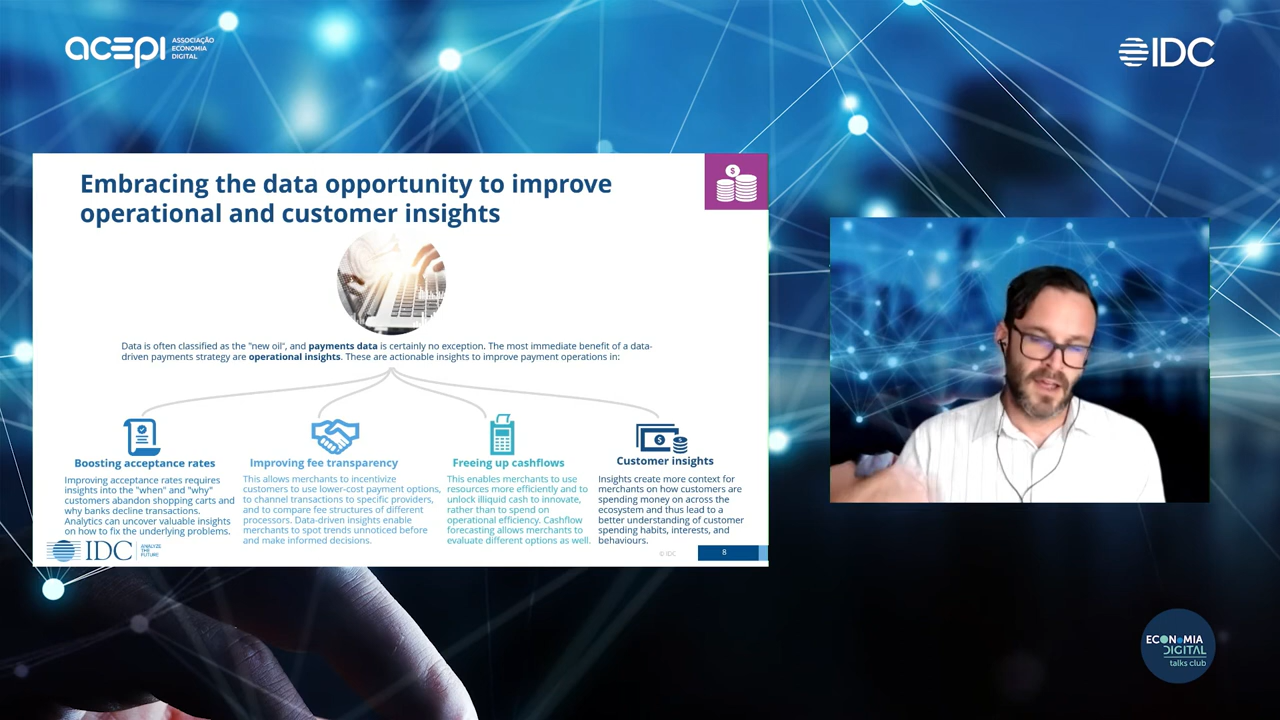 acepi
ASSOCIAÇÃO
ECONOMIA
DIGITAL
IDC
Embracing the data opportunity to improve
operational and customer insights
$
Data is often classified as the "new oil", and payments data is certainly no exception. The most immediate benefit of a data-
driven payments strategy are operational insights. These are actionable insights to improve payment operations in:
Boosting acceptance rates
Improving acceptance rates requires
insights into the "when" and "why"
customers abandon shopping carts and
why banks decline transactions.
Analytics can uncover valuable insights
on how to fix the underlying problems.
Improving fee transparency
This allows merchants to incentivize
customers to use lower-cost payment options,
to channel transactions to specific providers,
and to compare fee structures of different
processors. Data-driven insights enable
merchants to spot trends unnoticed before
and make informed decisions.
Freeing up cashflows
This enables merchants to use
resources more efficiently and to
unlock illiquid cash to innovate,
rather than to spend on
operational efficiency. Cashflow
forecasting allows merchants to
evaluate different options as well.
$ $
Customer insights
Insights create more context for
merchants on how customers are
spending money on across the
ecosystem and thus lead to a
better understanding of customer
spending habits, interests, and
behaviours.
IDC
ANALYZE
THE
FUTURE
© IDC
8
ECONOMIA
DIGITAL
talks club